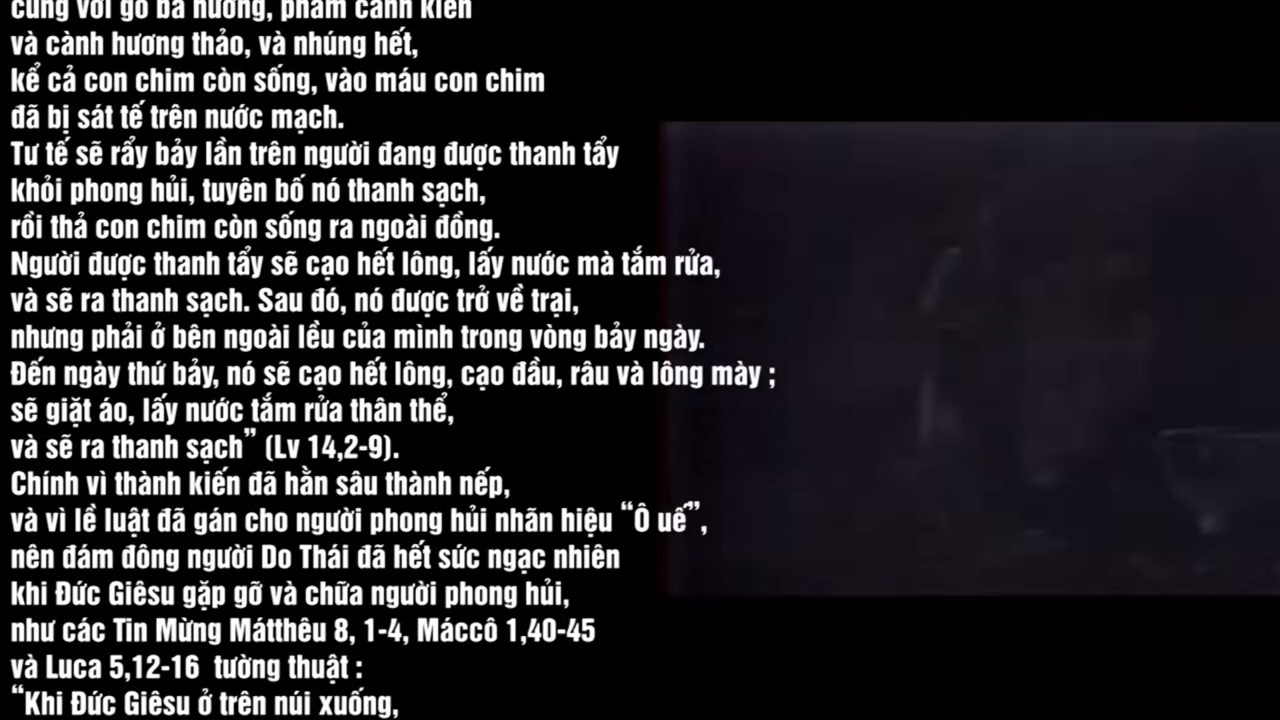 cùng với gỗ bá hương, phẩm cánh kiến
và cành hương thảo, và nhúng hết,
kể cả con chim còn sống, vào máu con chim
đã bị sát tế trên nước mạch.
Tư tế sẽ rẩy bảy lần trên người đang được thanh tẩy
khỏi phong hủi, tuyên bố nó thanh sạch,
rồi thả con chim còn sống ra ngoài đồng.
Người được thanh tẩy sẽ cạo hết lông, lấy nước mà tắm rửa,
và sẽ ra thanh sạch. Sau đó, nó được trở về trại,
nhưng phải ở bên ngoài lều của mình trong vòng bảy ngày.
Đến ngày thứ bảy, nó sẽ cạo hết lông, cạo đầu, râu và lông mày ;
sẽ giặt áo, lấy nước tắm rửa thân thể,
và sẽ ra thanh sạch” (Lv 14,2-9).
Chính vì thành kiến đã hằn sâu thành nếp,
và vì lề luật đã gán cho người phong hủi nhãn hiệu “Ô uế”,
nên đám đông người Do Thái đã hết sức ngạc nhiên
khi Đức Giêsu gặp gỡ và chữa người phong hủi,
như các Tin Mừng Mátthêu 8, 1-4, Máccô 1,40-45
và Luca 5,12-16 tường thuật :
“Khi Đức Giêsu ở trên núi xuống,